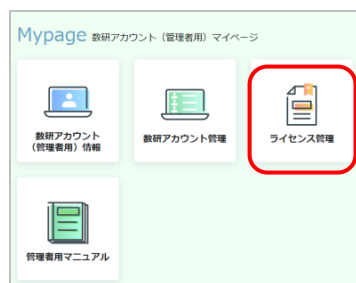 Mypage 数研アカウント（管理者用）マイページ
数研アカウント
（管理者用）情報
数研アカウント管理
ライセンス管理
管理者用マニュアル